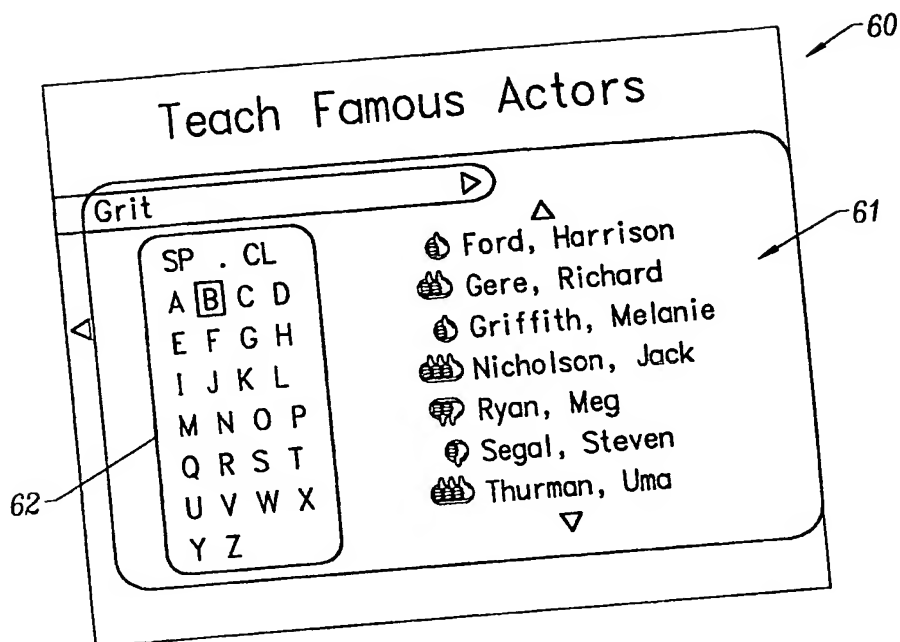 60
Teach Famous Actors
Grit
61
SP . CL
A B C D
E F G H
I J K L
M N O P
Q R S T
U V W X
Y Z
62
Ford, Harrison
Gere, Richard
Griffith, Melanie
Nicholson, Jack
Ryan, Meg
Segal, Steven
Thurman, Uma